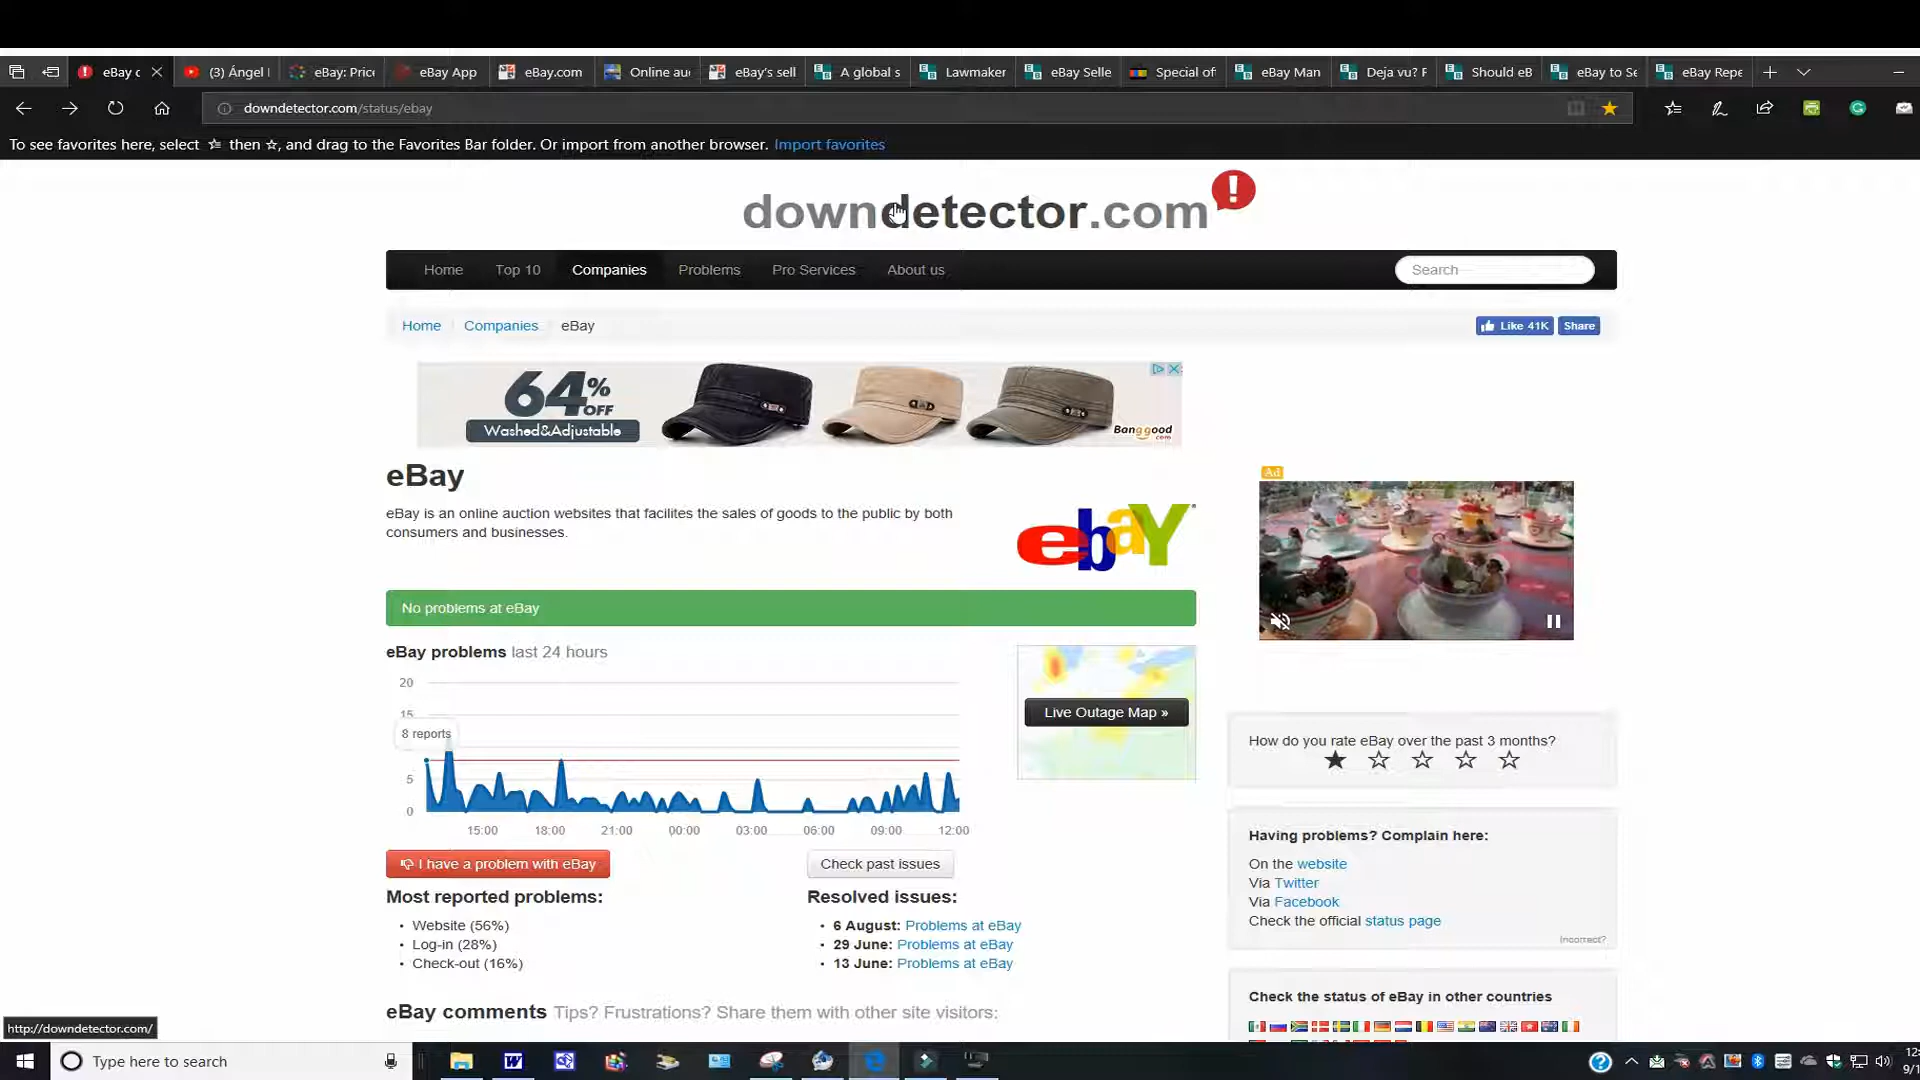 eBay c
(3) Ángel
eBay: Price
eBay App
eBay.com
Online au
eBay's sell
A global s
Lawmaker
eBay Selle
Special of
eBay Man
Deja vu?
Should eB
eBay to Se
eBay Repe
downdetector.com/status/ebay
To see favorites here, select then ☆, and drag to the Favorites Bar folder. Or import from another browser. Import favorites
downdetector.com!
Home Top 10 Companies Problems Pro Services About us Search
Home / Companies / eBay
Like 41K Share
64% OFF
Washed&Adjustable
Banggood.com
eBay
eBay is an online auction websites that facilites the sales of goods to the public by both
consumers and businesses.
ebaY
Ad
No problems at eBay
eBay problems last 24 hours
20
15
8 reports
5
0
15:00 18:00 21:00 00:00 03:00 06:00 09:00 12:00
Live Outage Map »
I have a problem with eBay
Check past issues
Most reported problems:
• Website (56%)
• Log-in (28%)
• Check-out (16%)
Resolved issues:
• 6 August: Problems at eBay
• 29 June: Problems at eBay
• 13 June: Problems at eBay
eBay comments Tips? Frustrations? Share them with other site visitors:
How do you rate eBay over the past 3 months?
Having problems? Complain here:
On the website
Via Twitter
Via Facebook
Check the official status page
Incorrect?
Check the status of eBay in other countries
http://downdetector.com/
Type here to search
12:
9/1